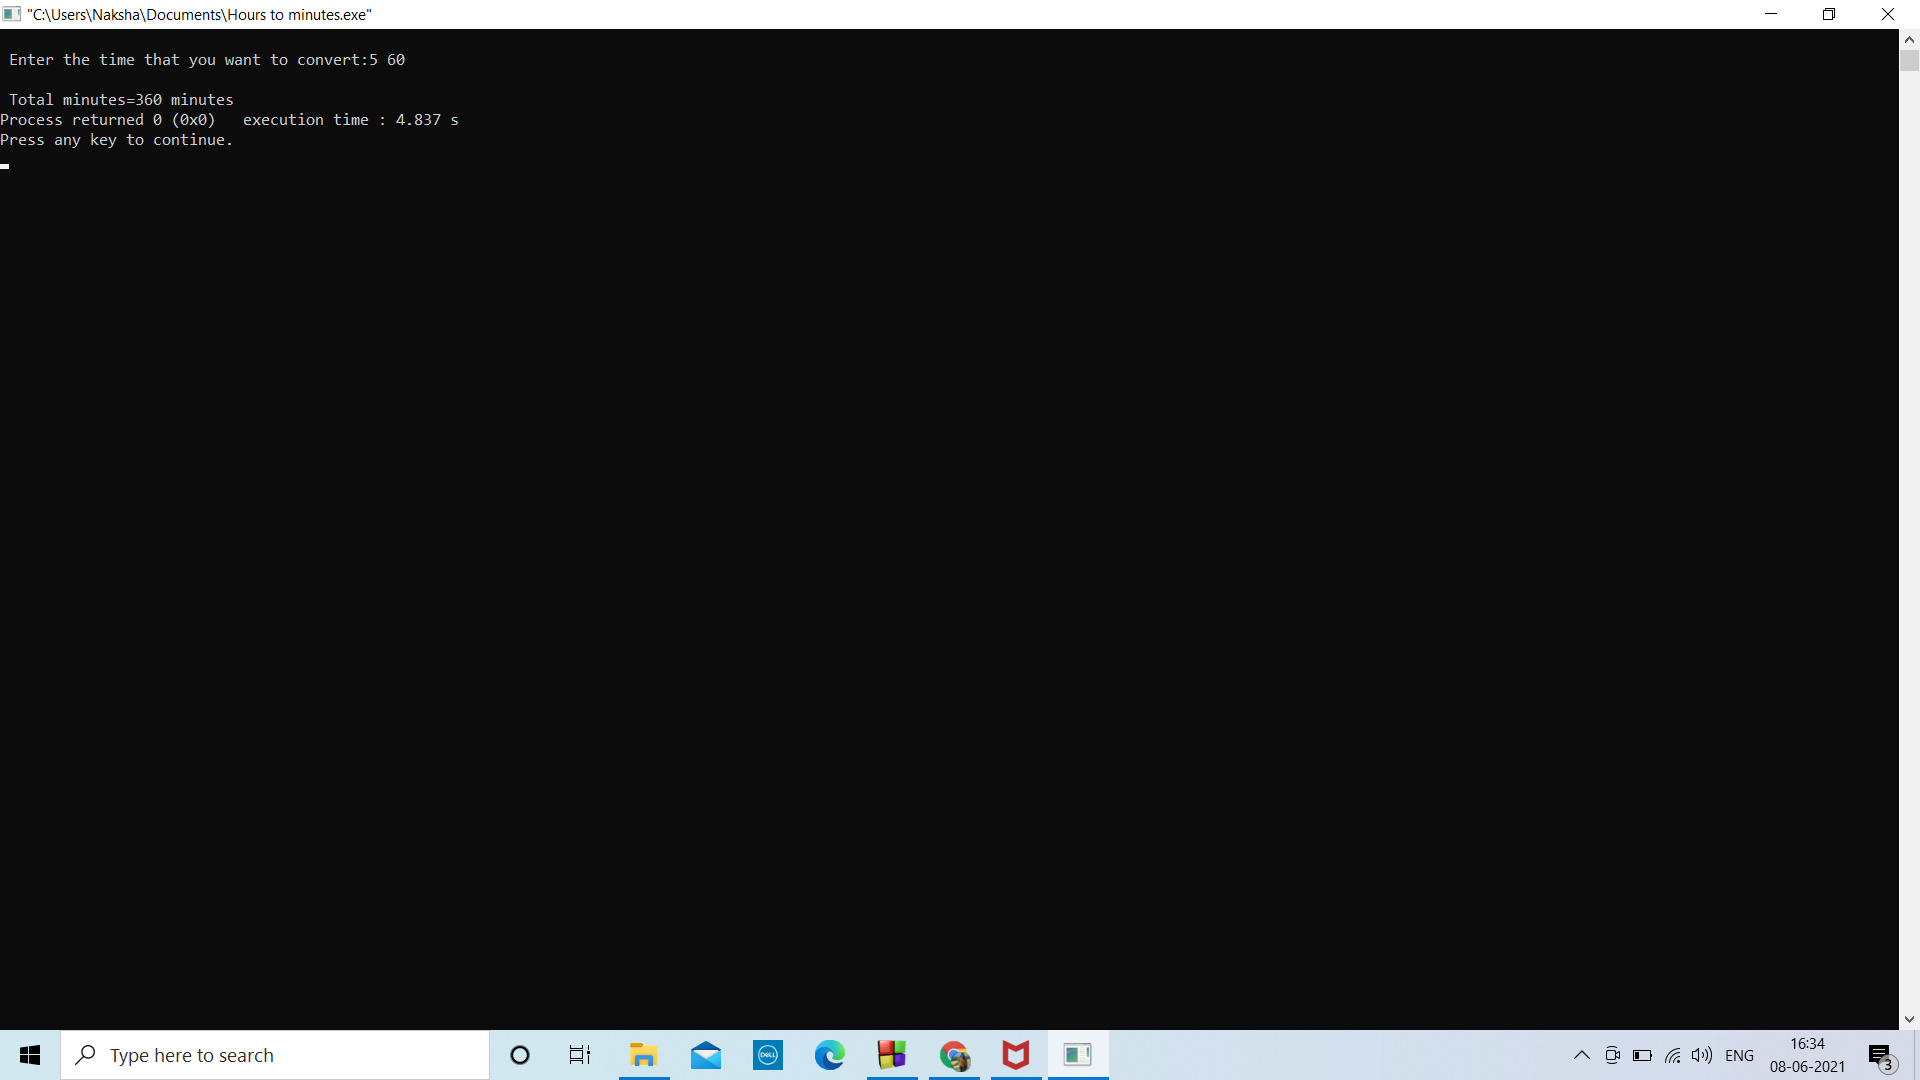 "C:\Users\Naksha\Documents\Hours to minutes.exe"
Enter the time that you want to convert:5 60
Total minutes=360 minutes
Process returned 0 (0x0)   execution time : 4.837 s
Press any key to continue.
Type here to search
DELL
ENG
16:34
08-06-2021
3